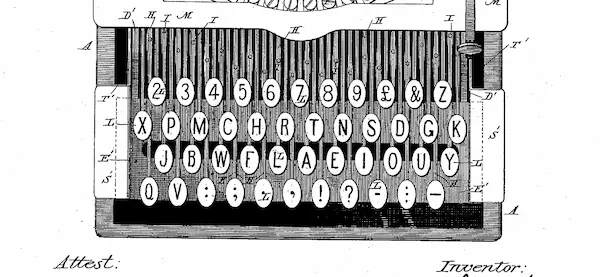 D' H I M I H H I M
A I'
2 3 4 5 6 7 8 9 £ & Z
I' L D'
X P M C H R T N S D G K
L S'
J B W F L A E I O U Y
E' L
S' H E'
Q V : ; , . ! ? = : -
L L A
Attest: Inventor: